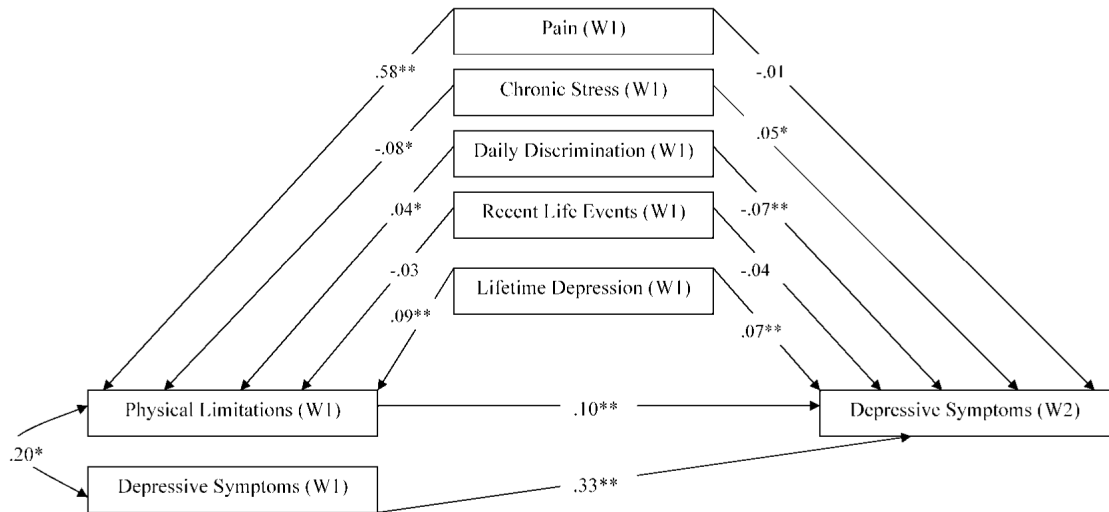 Pain (W1)
.58**
-.01
Chronic Stress (W1)
-.08*
.05*
Daily Discrimination (W1)
.04*
-.07**
Recent Life Events (W1)
-.03
-.04
Lifetime Depression (W1)
.09**
.07**
Physical Limitations (W1)
.10**
Depressive Symptoms (W2)
.20*
Depressive Symptoms (W1)
.33**